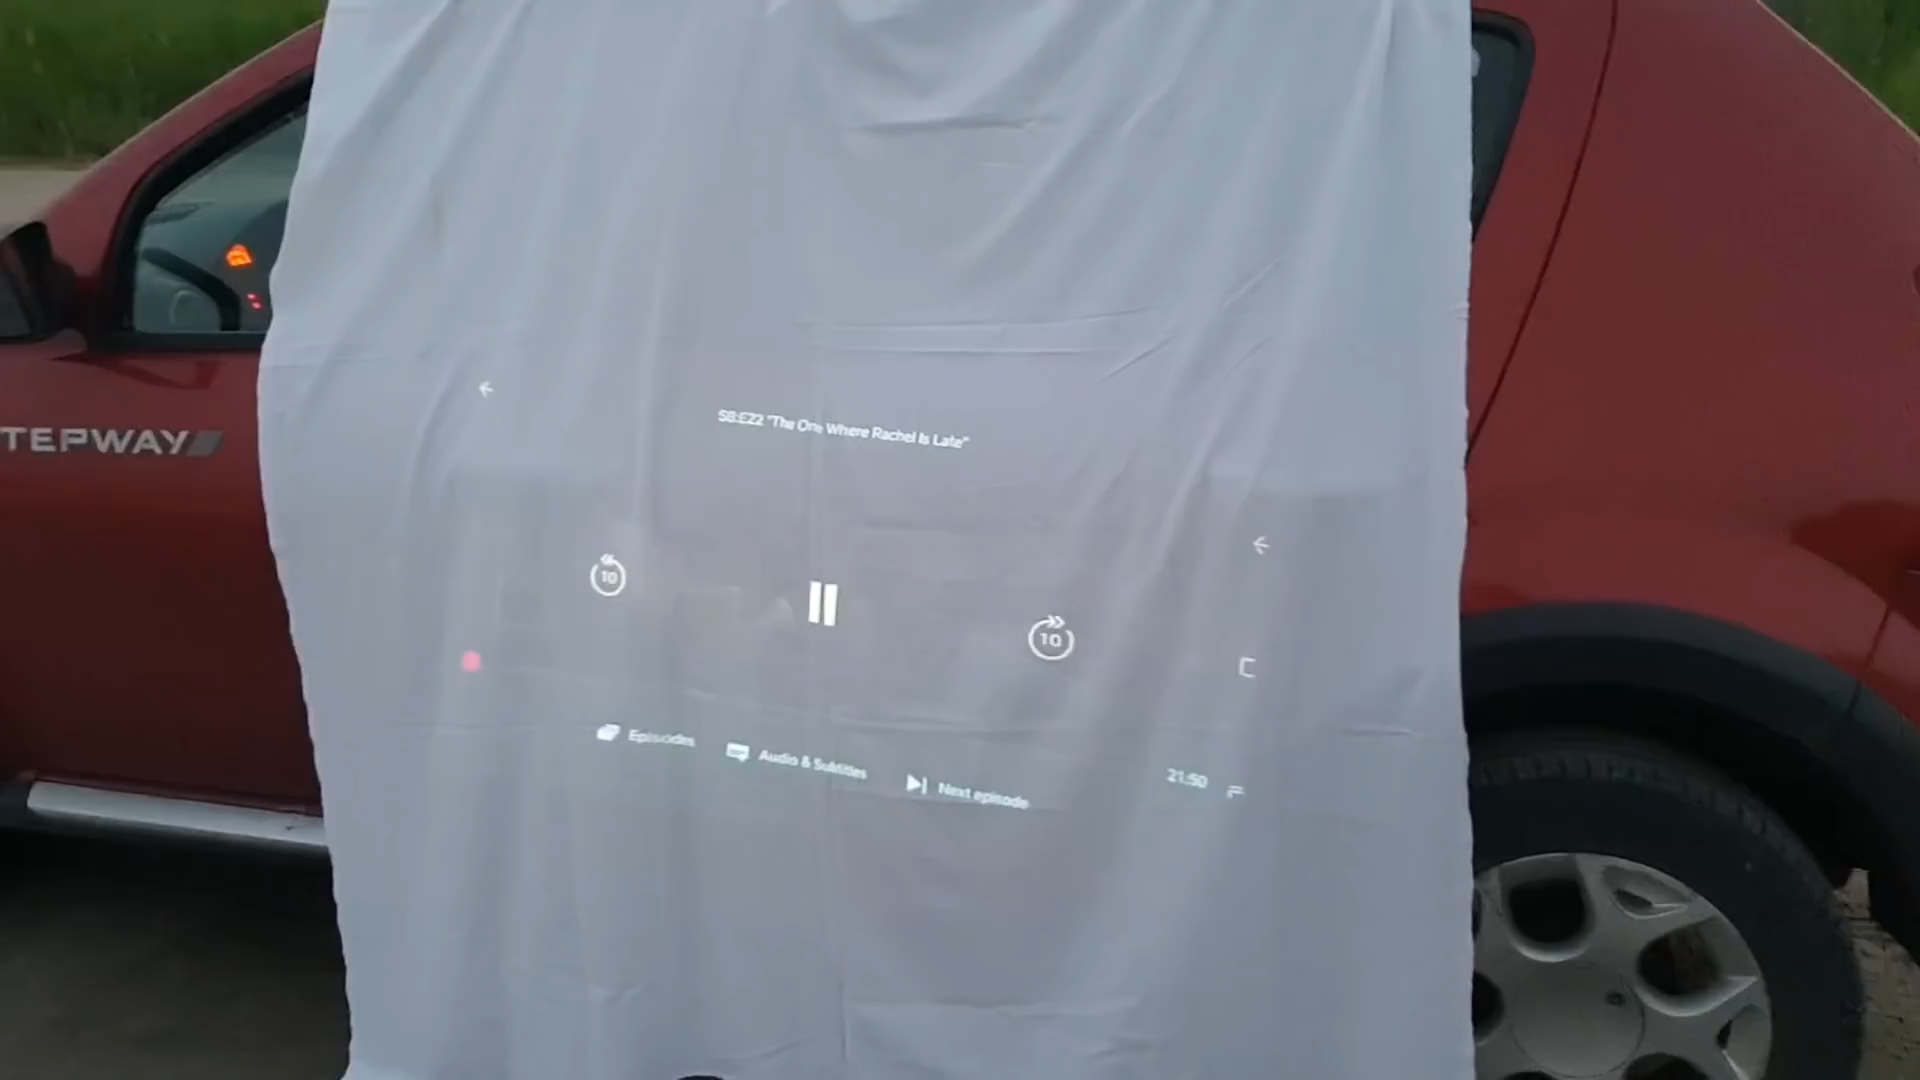 TEPWAY
S8:E22 "The One Where Rachel Is Late"
10
10
Episodes
Audio & Subtitles
Next episode
21:50